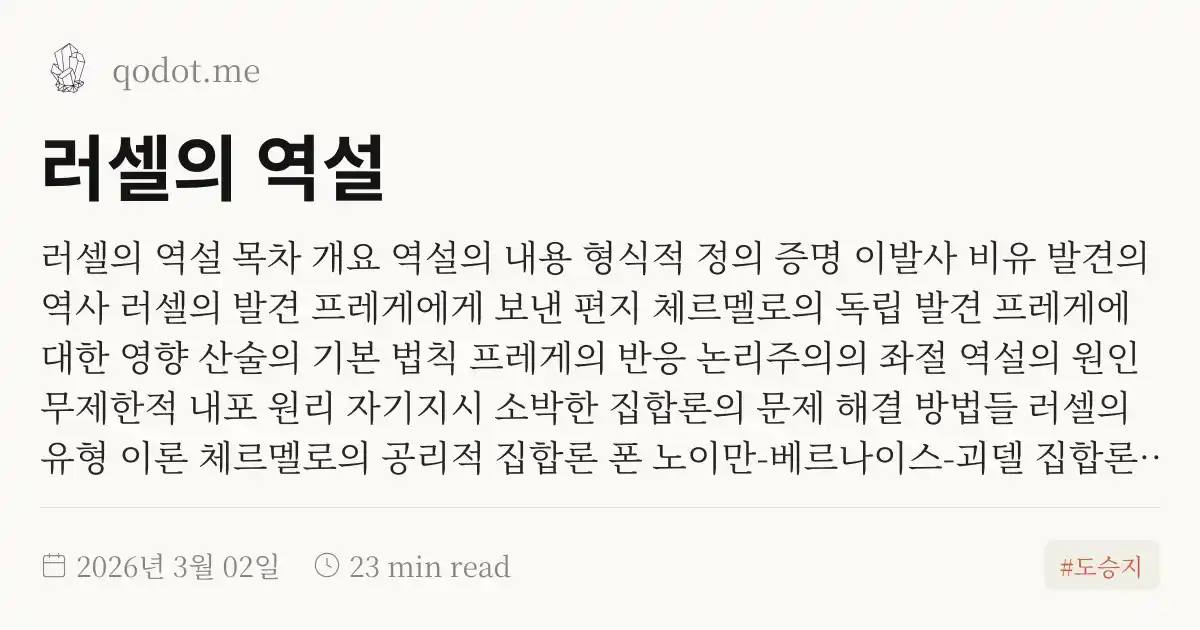 qodot.me
러셀의 역설
러셀의 역설 목차 개요 역설의 내용 형식적 정의 증명 이발사 비유 발견의
역사 러셀의 발견 프레게에게 보낸 편지 체르멜로의 독립 발견 프레게에
대한 영향 산술의 기본 법칙 프레게의 반응 논리주의의 좌절 역설의 원인
무제한적 내포 원리 자기지시 소박한 집합론의 문제 해결 방법들 러셀의
유형 이론 체르멜로의 공리적 집합론 폰 노이만-베르나이스-괴델 집합론··
2026년 3월 02일 23 min read
#도승지